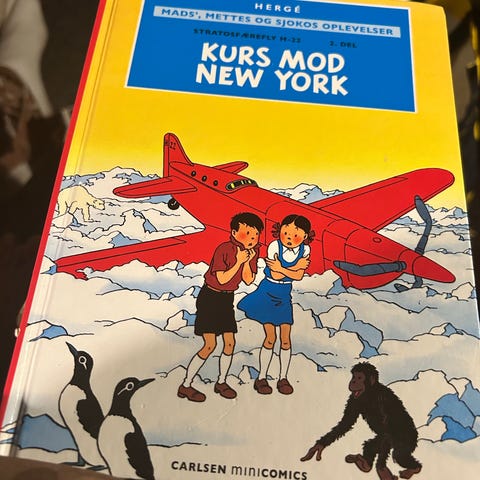 HERGÉ
MADS', METTES OG SJOKOS OPLEVELSER
STRATOSFÆREFLY H-22 2. DEL
KURS MOD
NEW YORK
H.22
CARLSEN MINICOMICS